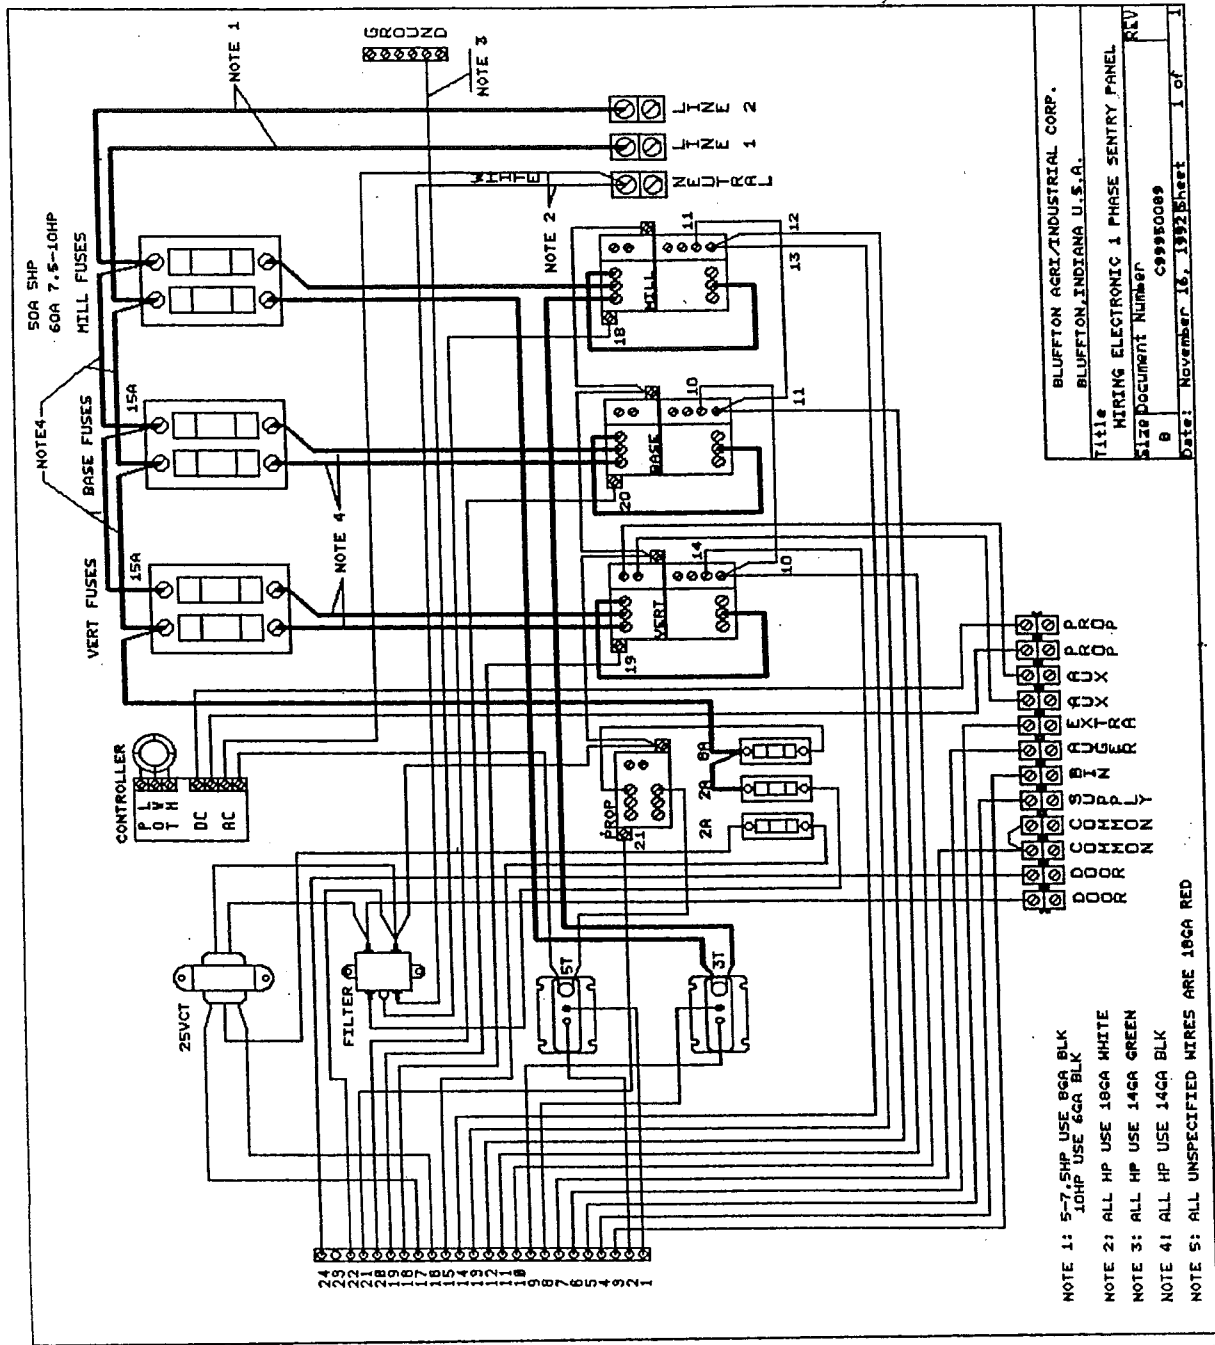 GROUND
NOTE 1
NOTE 3
LINE 2
LINE 1
NEUTRAL
WHITE
NOTE 2
50A 5HP
60A 7.5-10HP
MILL FUSES
NOTE4
BASE FUSES
15A
VERT FUSES
15A
NOTE 4
CONTROLLER
P L
O W
T H
DC
AC
MILL
18
11
12
13
BASE
20
10
11
VERT
19
14
10
PROP
21
8A
2A
2A
25VCT
FILTER
5T
3T
24
23
22
21
20
19
18
17
16
15
14
13
12
11
10
9
8
7
6
5
4
3
2
1
PROP
PROP
AUX
AUX
EXTRA
AUGER
BIN
SUPPLY
COMMON
COMMON
DOOR
DOOR
NOTE 1: 5-7.5HP USE 8GA BLK
10HP USE 6GA BLK
NOTE 2: ALL HP USE 18GA WHITE
NOTE 3: ALL HP USE 14GA GREEN
NOTE 4: ALL HP USE 14GA BLK
NOTE 5: ALL UNSPECIFIED WIRES ARE 18GA RED
BLUFFTON AGRI/INDUSTRIAL CORP.
BLUFFTON,INDIANA U.S.A.
Title
WIRING ELECTRONIC 1 PHASE SENTRY PANEL
Size Document Number REV
B C99950089
Date: November 16, 1992 Sheet 1 of 1